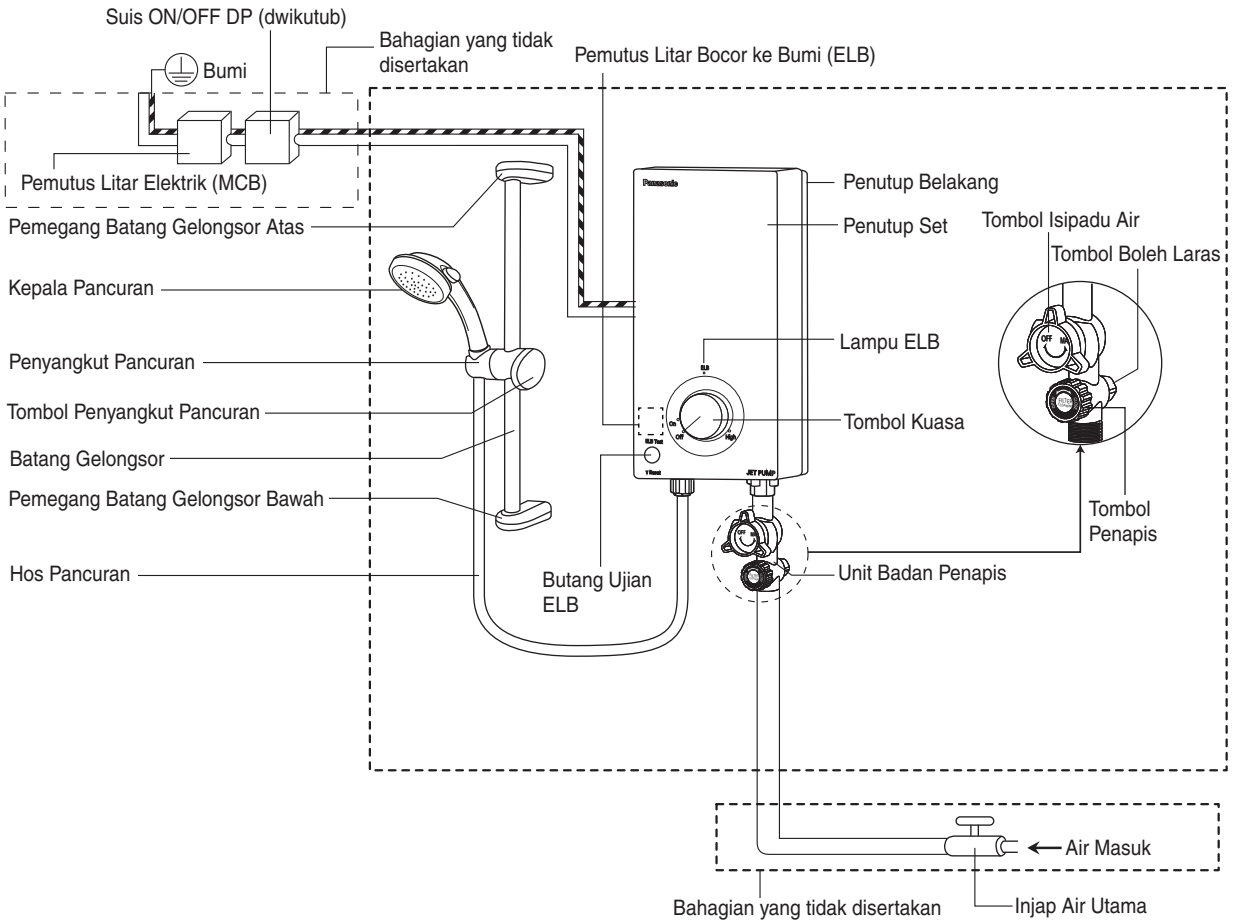 Suis ON/OFF DP (dwikutub)
Bahagian yang tidak
disertakan
Pemutus Litar Bocor ke Bumi (ELB)
Bumi
Pemutus Litar Elektrik (MCB)
Pemegang Batang Gelongsor Atas
Kepala Pancuran
Penyangkut Pancuran
Tombol Penyangkut Pancuran
Batang Gelongsor
Pemegang Batang Gelongsor Bawah
Hos Pancuran
Panasonic
ELB
On
Off
High
ELB Test
Reset
JET PUMP
Butang Ujian
ELB
Penutup Belakang
Penutup Set
Lampu ELB
Tombol Kuasa
Tombol Isipadu Air
Tombol Boleh Laras
OFF
FILTER
Tombol
Penapis
OFF
Unit Badan Penapis
Air Masuk
Injap Air Utama
Bahagian yang tidak disertakan